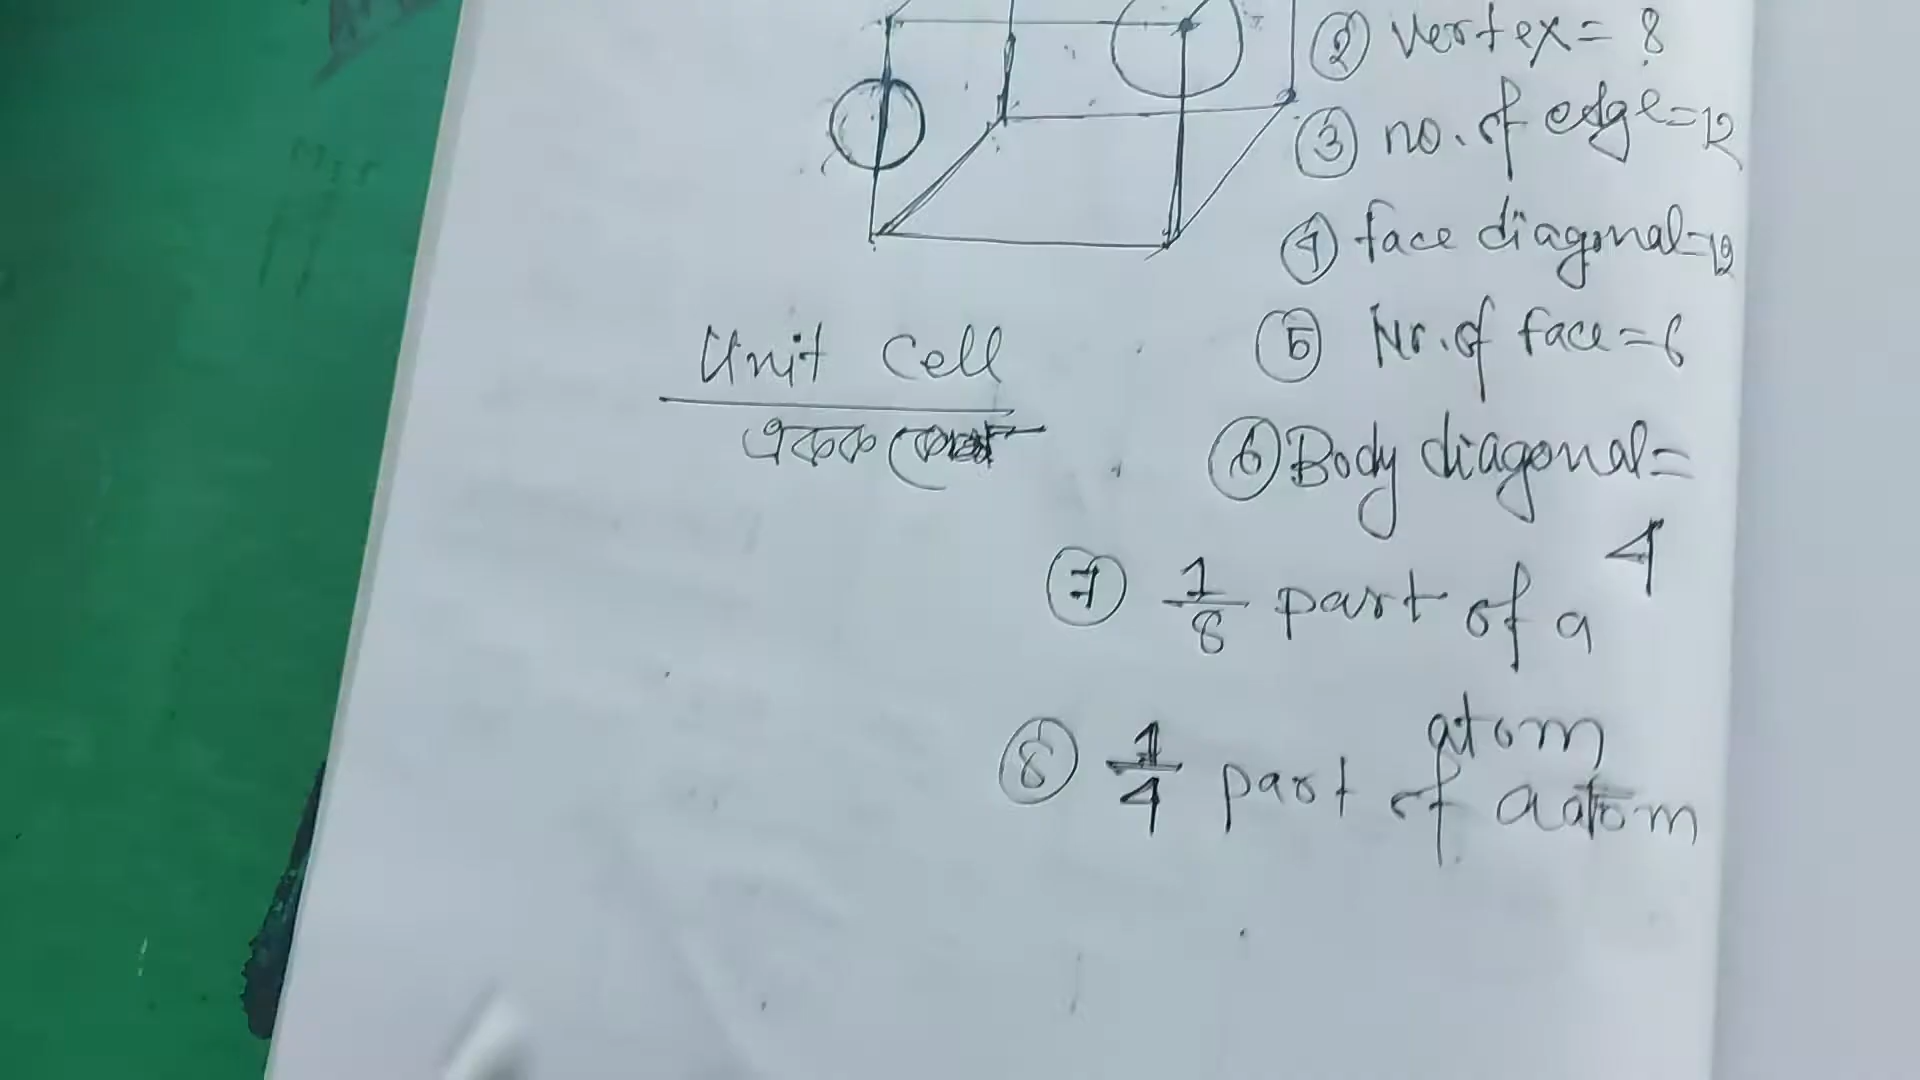 ② vertex = 8
③ no. of edge = 12
④ face diagonal = 12
⑤ Nr. of face = 6
Unit Cell
একক
⑥ Body diagonal =
4
⑦ 1/8 part of a
atom
⑧ 1/4 part of a atom